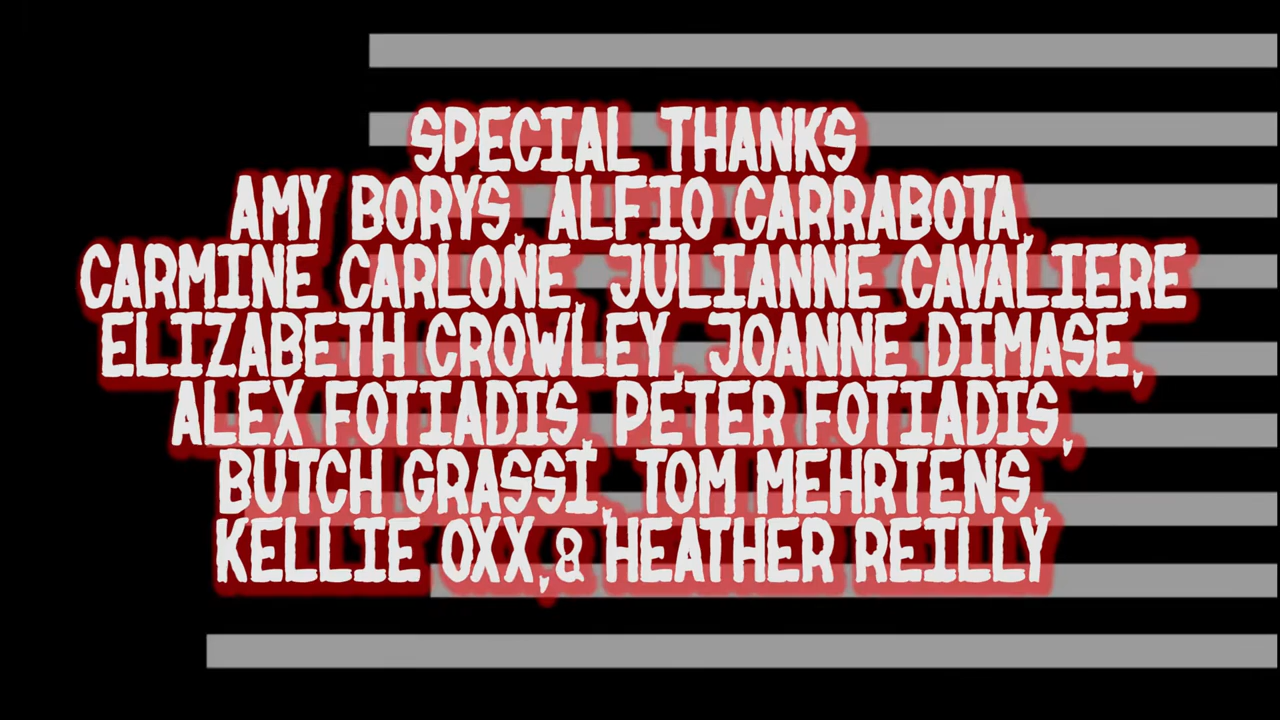 SPECIAL THANKS
AMY BORYS, ALFIO CARRABOTA,
CARMINE CARLONE, JULIANNE CAVALIERE
ELIZABETH CROWLEY, JOANNE DIMASE,
ALEX FOTIADIS, PETER FOTIADIS,
BUTCH GRASSI, TOM MEHRTENS,
KELLIE OXX,& HEATHER REILLY